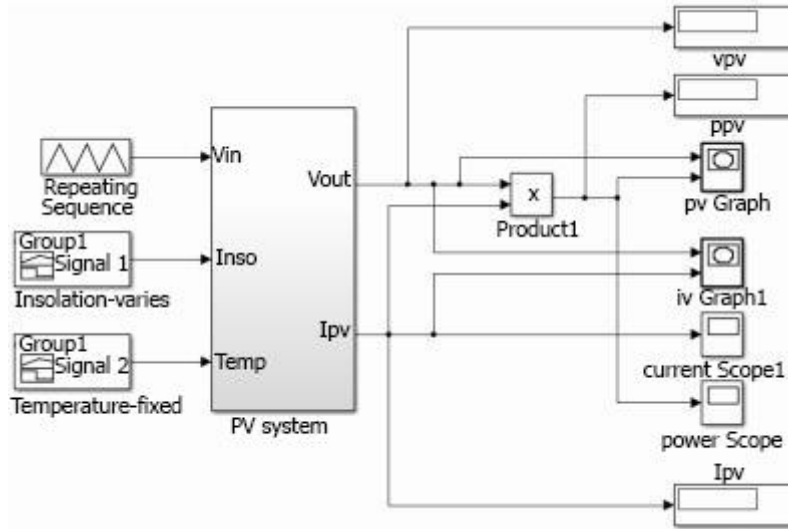 vpv
ppv
Vin
Repeating
Sequence
Vout
x
Product1
pv Graph
Group1
Signal 1
Inso
Insolation-varies
iv Graph1
Ipv
Group1
Signal 2
Temp
current Scope1
Temperature-fixed
PV system
power Scope
Ipv